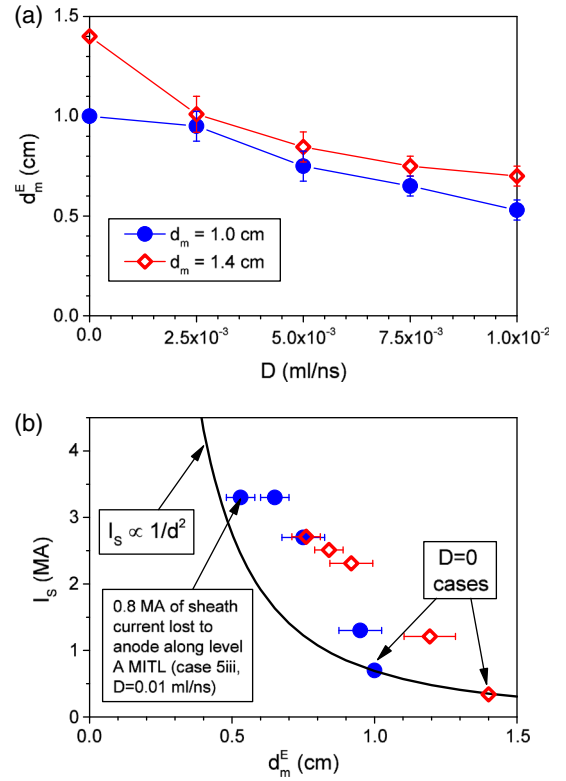 (a)
1.5
1.0
0.5
0.0
d_m^E (cm)
d_m = 1.0 cm
d_m = 1.4 cm
0.0 2.5x10^-3 5.0x10^-3 7.5x10^-3 1.0x10^-2
D (ml/ns)
(b)
4
3
2
1
0
I_S (MA)
I_S ∝ 1/d^2
D=0
cases
0.8 MA of sheath
current lost to
anode along level
A MITL (case 5iii,
D=0.01 ml/ns)
0.0 0.5 1.0 1.5
d_m^E (cm)